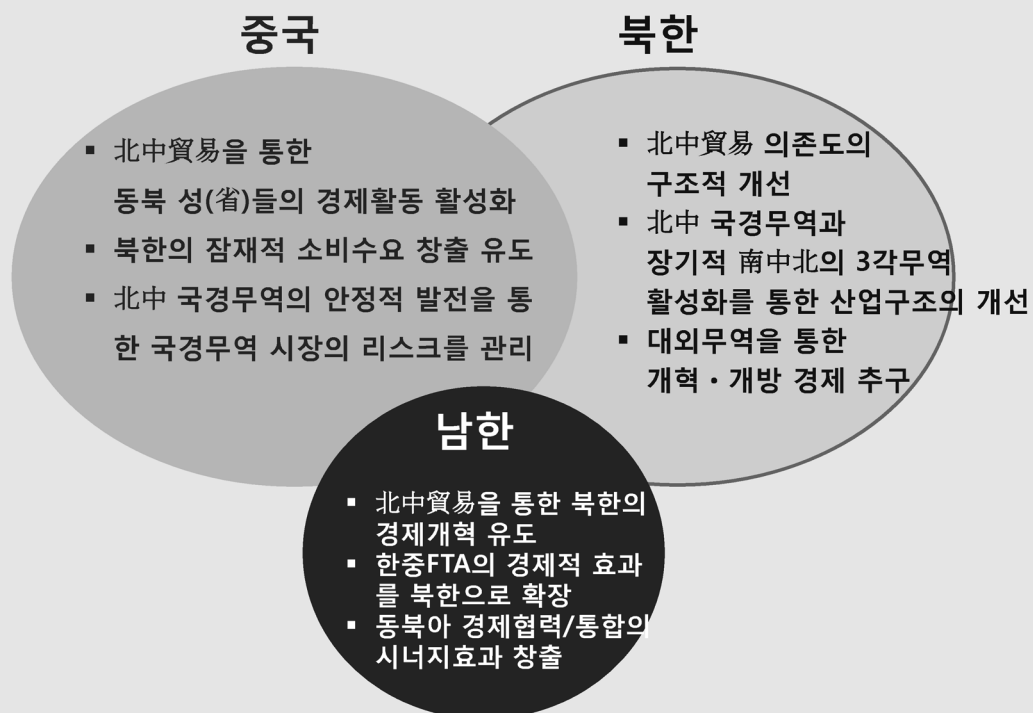 중국
▪ 北中貿易을 통한
동북 성(省)들의 경제활동 활성화
▪ 북한의 잠재적 소비수요 창출 유도
▪ 北中 국경무역의 안정적 발전을 통
한 국경무역 시장의 리스크를 관리
북한
▪ 北中貿易 의존도의
구조적 개선
▪ 北中 국경무역과
장기적 南中北의 3각무역
활성화를 통한 산업구조의 개선
▪ 대외무역을 통한
개혁・개방 경제 추구
남한
▪ 北中貿易을 통한 북한의
경제개혁 유도
▪ 한중FTA의 경제적 효과
를 북한으로 확장
▪ 동북아 경제협력/통합의
시너지효과 창출